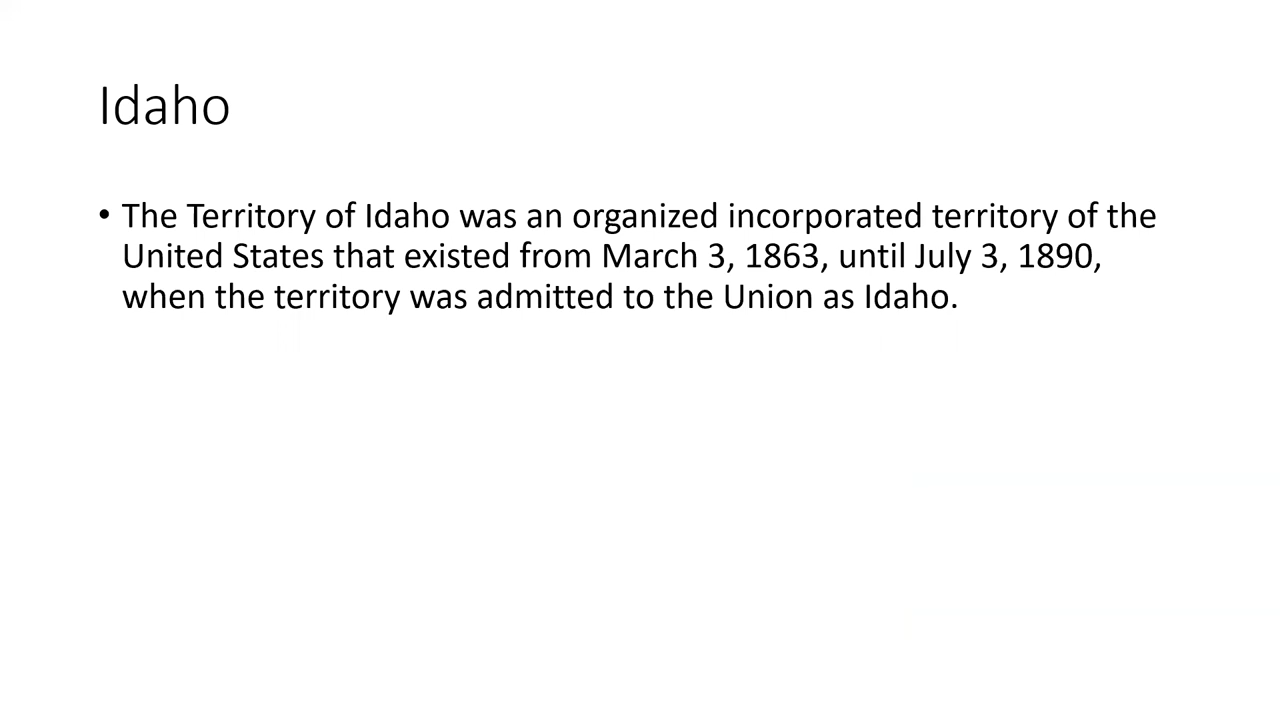 Idaho
• The Territory of Idaho was an organized incorporated territory of the
United States that existed from March 3, 1863, until July 3, 1890,
when the territory was admitted to the Union as Idaho.